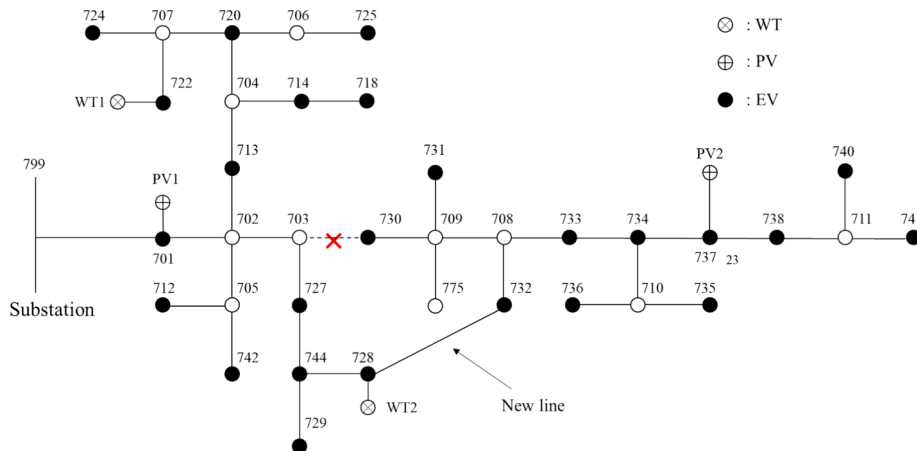 724 707 720 706 725
: WT
: PV
: EV
722 704 714 718
WT1
713 731 PV2 740
799 PV1
702 703 730 709 708 733 734 738 711 74
701 737 23
Substation
712 705 727 775 732 736 710 735
742 744 728
WT2 New line
729